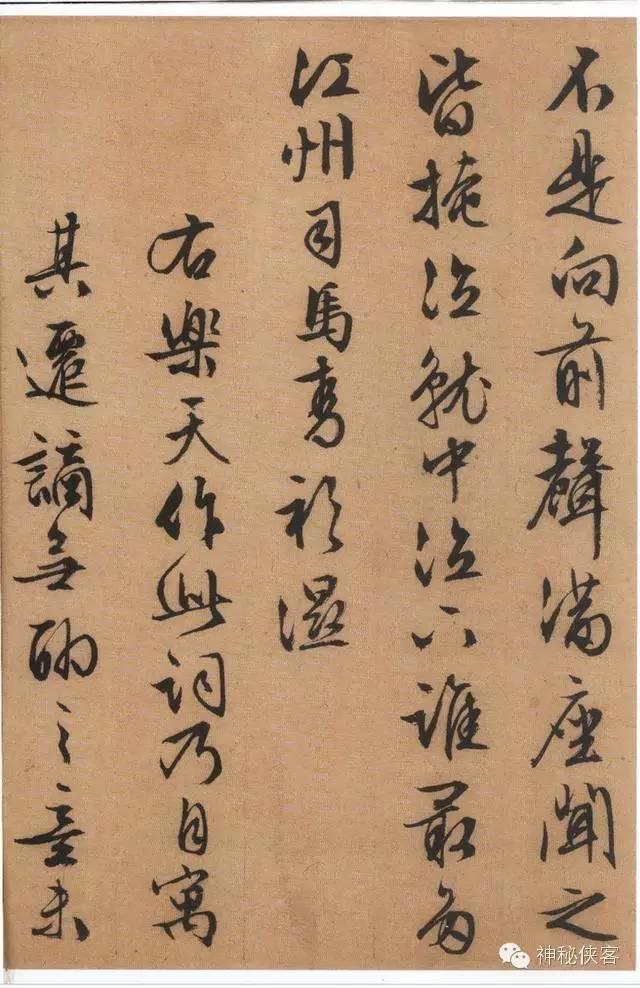 不是向前聲滿座聞之
皆掩泣就中泣下誰最多
江州司馬青衫濕
右樂天作此詞乃自寓
其遷謫無聊之意未
神秘侠客